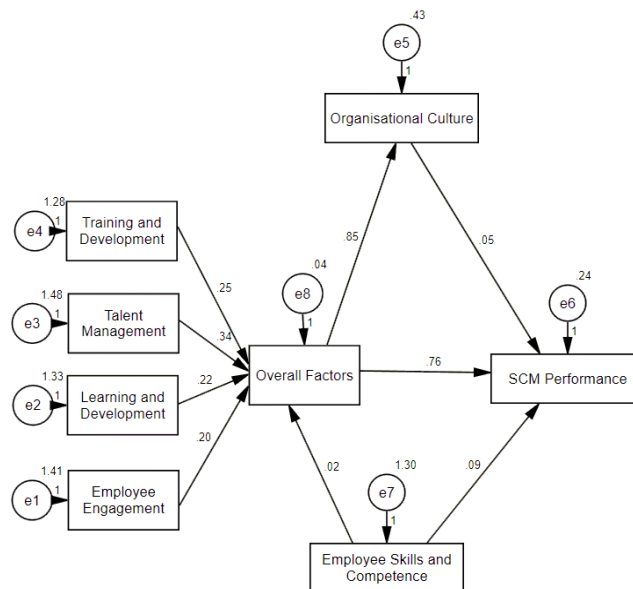 .43
e5
1
Organisational Culture
1.28
e4
1
Training and
Development
.25
.85
.05
.04
e8
1
.24
e6
1
1.48
e3
1
Talent
Management
.34
Overall Factors
.76
SCM Performance
1.33
e2
1
Learning and
Development
.22
1.41
e1
1
Employee
Engagement
.20
.02
1.30
e7
1
.09
Employee Skills and
Competence